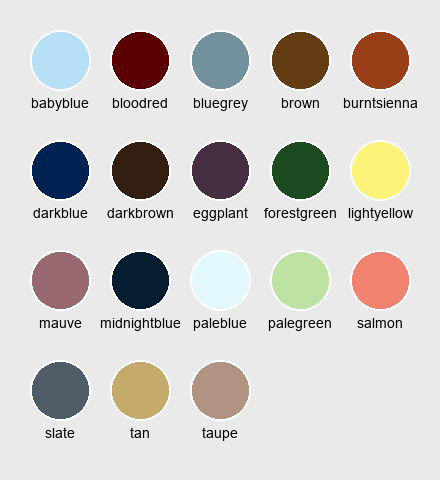 babyblue bloodred bluegrey brown burntsienna
darkblue darkbrown eggplant forestgreen lightyellow
mauve midnightblue paleblue palegreen salmon
slate tan taupe